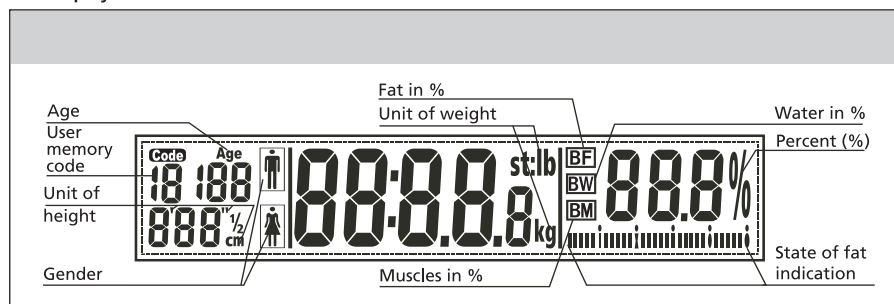 Fat in %
Age
Unit of weight
Water in %
User
memory
code
Percent (%)
Code
Age
18
188
88:88.8
st:lb
kg
BF
BW
BM
88.8%
Unit of
height
888
1/2
cm
Gender
Muscles in %
State of fat
indication